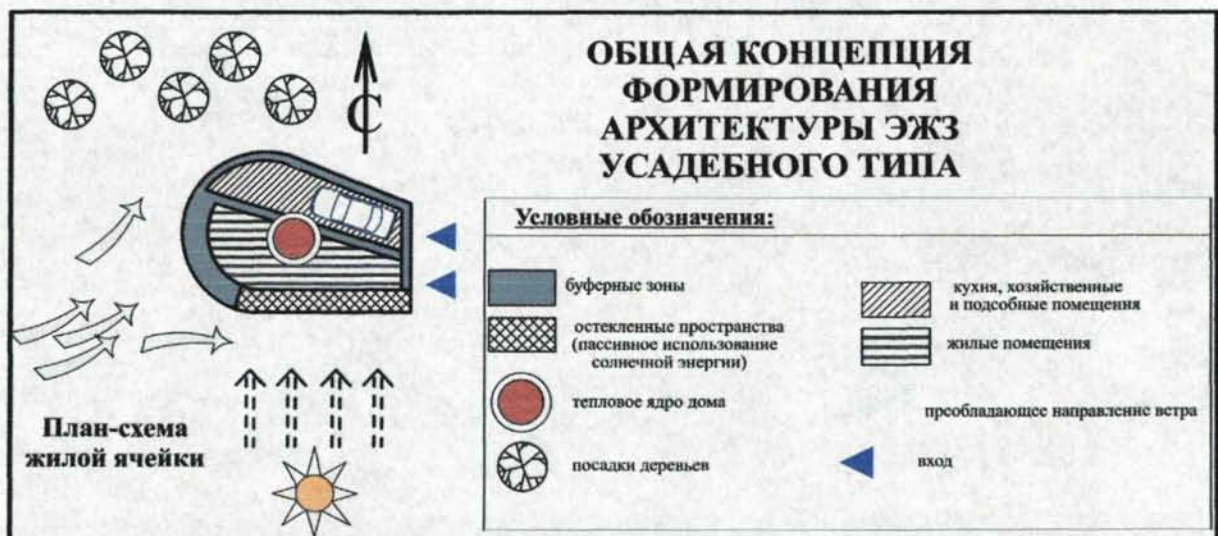 ОБЩАЯ КОНЦЕПЦИЯ
ФОРМИРОВАНИЯ
АРХИТЕКТУРЫ ЭЖЗ
УСАДЕБНОГО ТИПА
С
Условные обозначения:
буферные зоны
остекленные пространства
(пассивное использование
солнечной энергии)
тепловое ядро дома
посадки деревьев
кухня, хозяйственные
и подсобные помещения
жилые помещения
преобладающее направление ветра
вход
План-схема
жилой ячейки